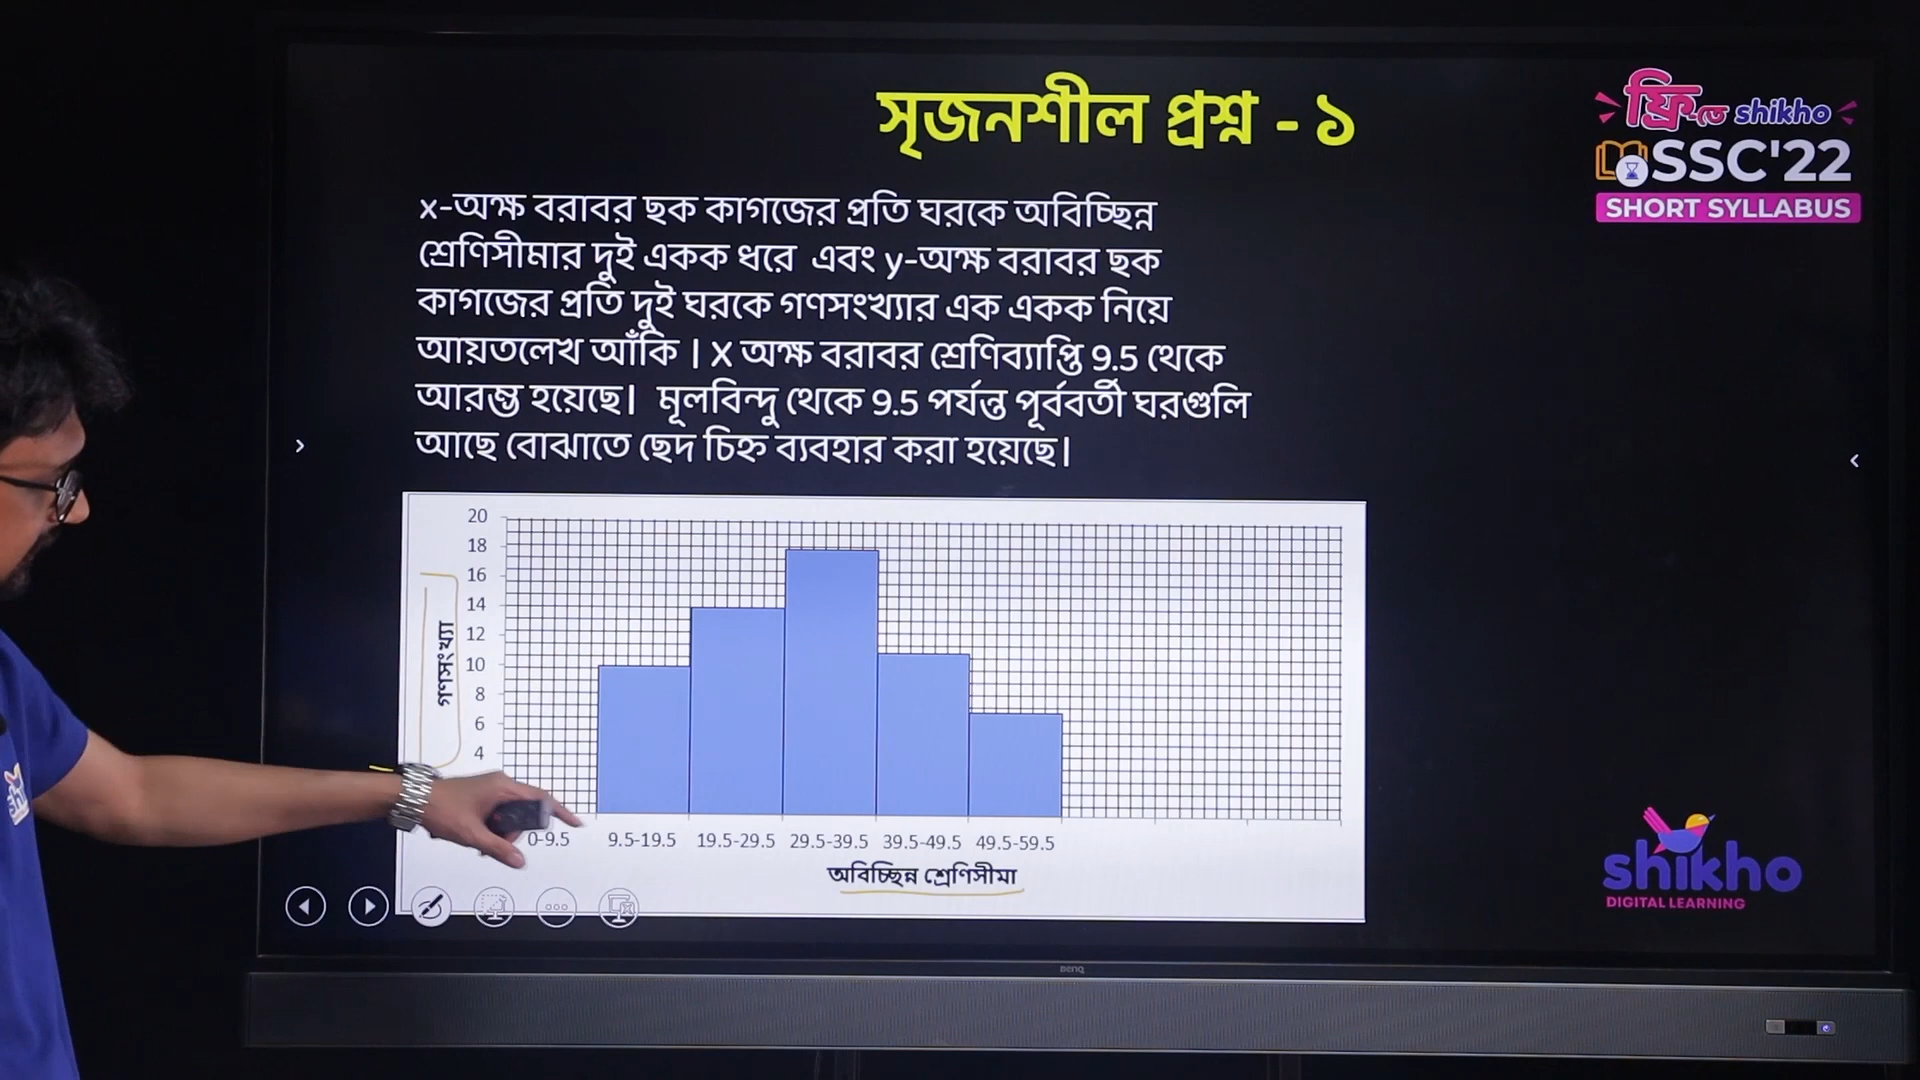 সৃজনশীল প্রশ্ন - ১
ফ্রি-তে shikho
SSC'22
SHORT SYLLABUS
x-অক্ষ বরাবর ছক কাগজের প্রতি ঘরকে অবিচ্ছিন্ন
শ্রেণিসীমার দুই একক ধরে এবং y-অক্ষ বরাবর ছক
কাগজের প্রতি দুই ঘরকে গণসংখ্যার এক একক নিয়ে
আয়তলেখ আঁকি । X অক্ষ বরাবর শ্রেণিব্যাপ্তি 9.5 থেকে
আরম্ভ হয়েছে। মূলবিন্দু থেকে 9.5 পর্যন্ত পূর্ববর্তী ঘরগুলি
আছে বোঝাতে ছেদ চিহ্ন ব্যবহার করা হয়েছে।
20
18
16
14
12
10
8
6
4
গণসংখ্যা
0-9.5 9.5-19.5 19.5-29.5 29.5-39.5 39.5-49.5 49.5-59.5
অবিচ্ছিন্ন শ্রেণিসীমা
shikho
DIGITAL LEARNING
BenQ